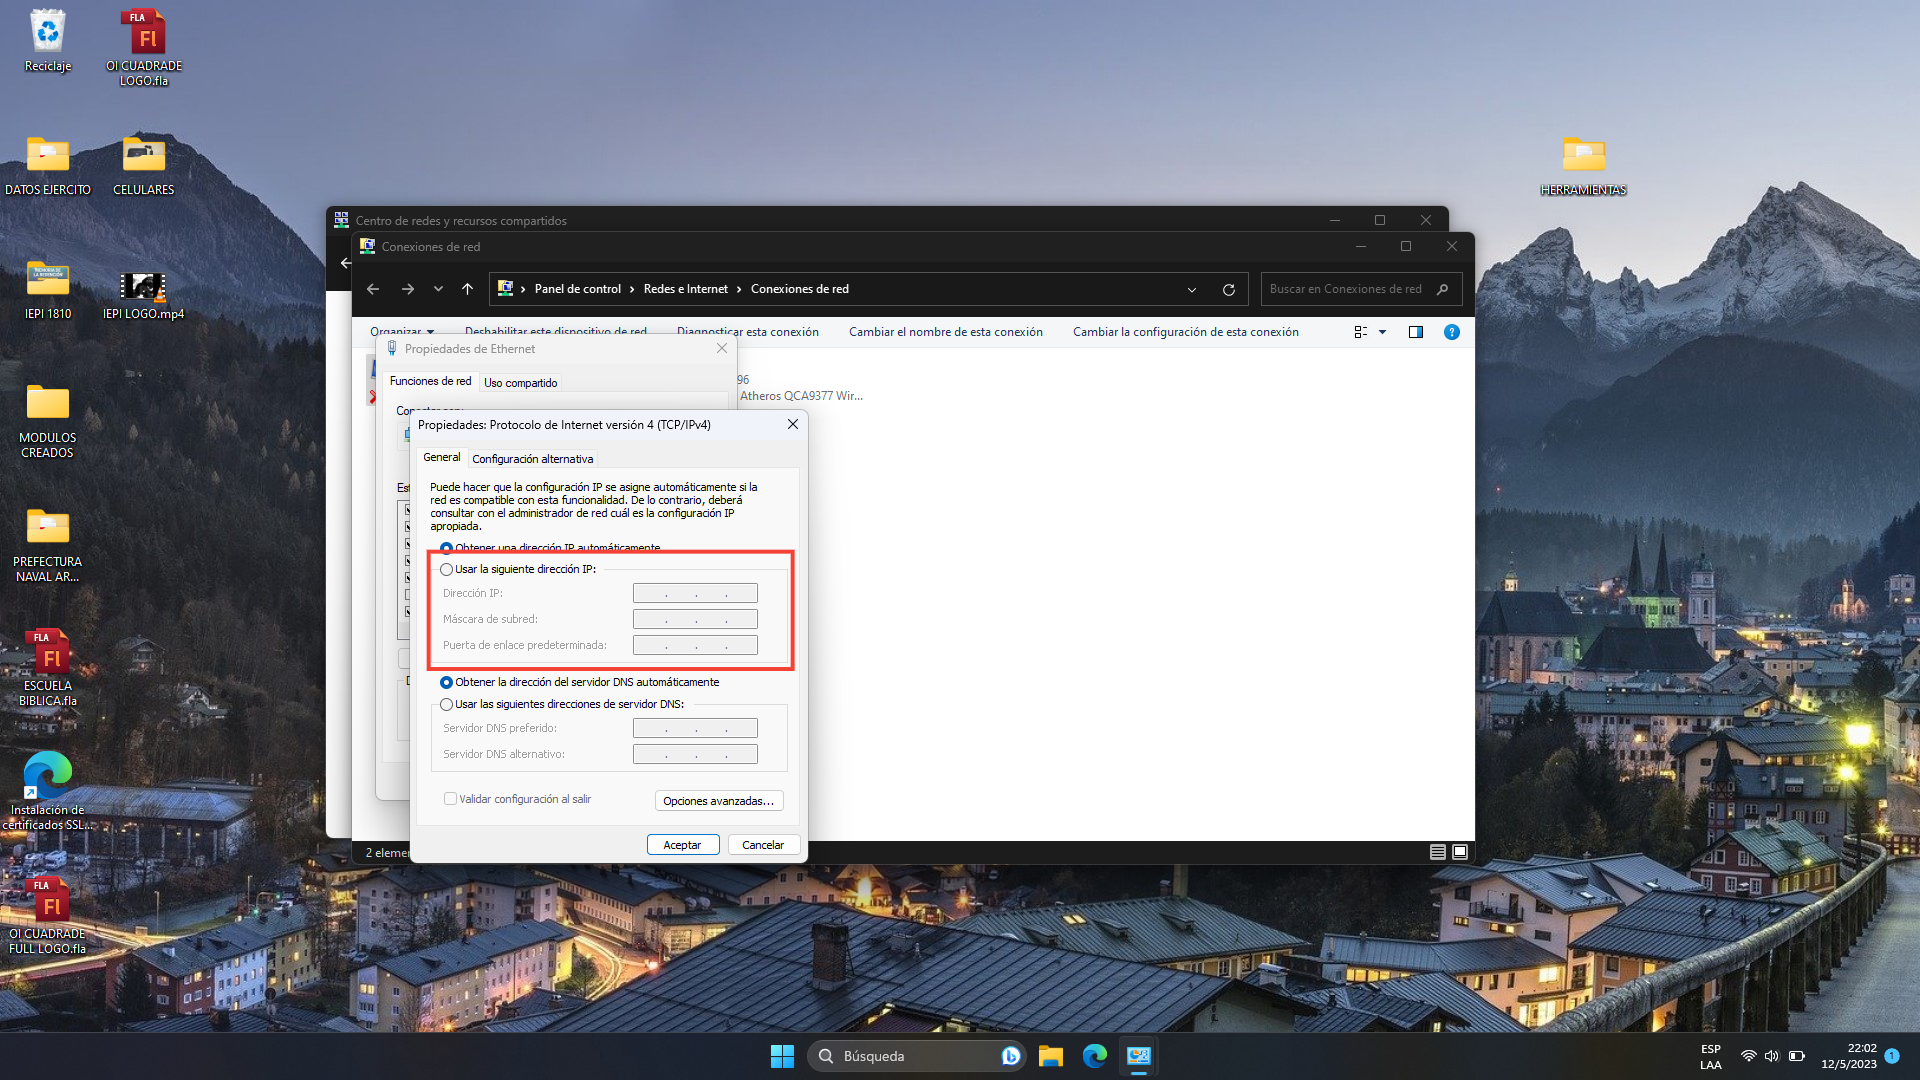 Reciclaje
OI CUADRADE
LOGO.fla
DATOS EJERCITO
CELULARES
HERRAMIENTAS
IEPI 1810
IEPI LOGO.mp4
MODULOS
CREADOS
PREFECTURA
NAVAL AR...
ESCUELA
BIBLICA.fla
Instalación de
certificados SSL...
OI CUADRADE
FULL LOGO.fla
Centro de redes y recursos compartidos
Conexiones de red
Panel de control > Redes e Internet > Conexiones de red
Buscar en Conexiones de red
Organizar
Deshabilitar este dispositivo de red
Diagnosticar esta conexión
Cambiar el nombre de esta conexión
Cambiar la configuración de esta conexión
Propiedades de Ethernet
Funciones de red
Uso compartido
96
Atheros QCA9377 Wir...
Propiedades: Protocolo de Internet versión 4 (TCP/IPv4)
General
Configuración alternativa
Puede hacer que la configuración IP se asigne automáticamente si la
red es compatible con esta funcionalidad. De lo contrario, deberá
consultar con el administrador de red cuál es la configuración IP
apropiada.
Obtener una dirección IP automáticamente
Usar la siguiente dirección IP:
Dirección IP:
Máscara de subred:
Puerta de enlace predeterminada:
Obtener la dirección del servidor DNS automáticamente
Usar las siguientes direcciones de servidor DNS:
Servidor DNS preferido:
Servidor DNS alternativo:
Validar configuración al salir
Opciones avanzadas...
Aceptar
Cancelar
2 eleme
Búsqueda
ESP
LAA
22:02
12/5/2023
1